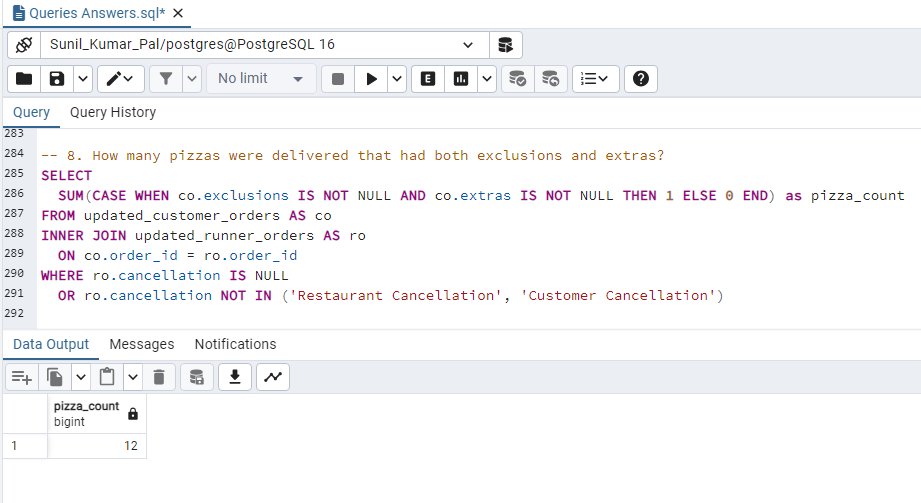 Queries Answers.sql*
Sunil_Kumar_Pal/postgres@PostgreSQL 16
No limit
E
Query Query History
283
284 -- 8. How many pizzas were delivered that had both exclusions and extras?
285 SELECT
286 SUM(CASE WHEN co.exclusions IS NOT NULL AND co.extras IS NOT NULL THEN 1 ELSE 0 END) as pizza_count
287 FROM updated_customer_orders AS co
288 INNER JOIN updated_runner_orders AS ro
289 ON co.order_id = ro.order_id
290 WHERE ro.cancellation IS NULL
291 OR ro.cancellation NOT IN ('Restaurant Cancellation', 'Customer Cancellation')
292
Data Output Messages Notifications
pizza_count
bigint
1 12